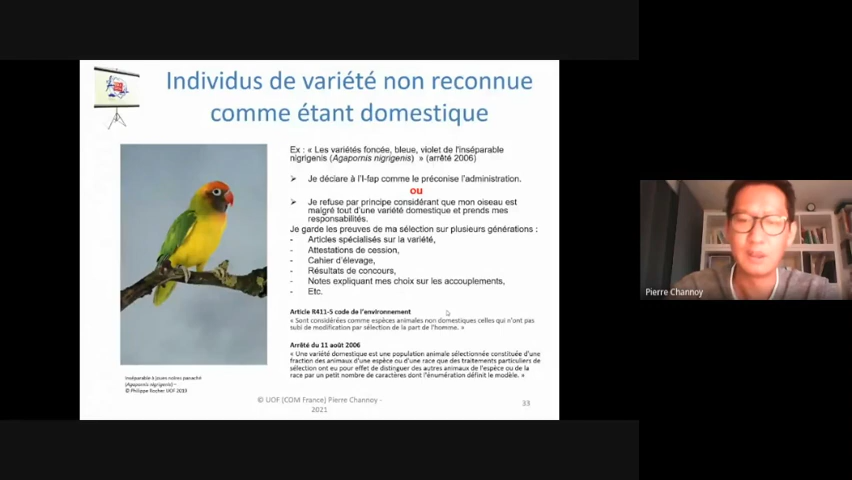 Individus de variété non reconnue
comme étant domestique
Ex : « Les variétés foncée, bleue, violet de l'inséparable
nigrigenis (Agapornis nigrigenis) » (arrêté 2006)
Je déclare à l'I-fap comme le préconise l'administration.
ou
Je refuse par principe considérant que mon oiseau est
malgré tout d'une variété domestique et prends mes
responsabilités.
Je garde les preuves de ma sélection sur plusieurs générations :
- Articles spécialisés sur la variété,
- Attestations de cession,
- Cahier d'élevage,
- Résultats de concours,
- Notes expliquant mes choix sur les accouplements,
- Etc.
Article R411-5 code de l'environnement
« Sont considérées comme espèces animales non domestiques celles qui n'ont pas
subi de modification par sélection de la part de l'homme. »
Arrêté du 11 août 2006
« Une variété domestique est une population animale sélectionnée constituée d'une
fraction des animaux d'une espèce ou d'une race que des traitements particuliers de
sélection ont eu pour effet de distinguer des autres animaux de l'espèce ou de la
race par un petit nombre de caractères dont l'énumération définit le modèle. »
Inséparable à joues noires panaché
(Agapornis nigrigenis) –
© Philippe Rocher UOF 2019
© UOF (COM France) Pierre Channoy -
2021
33
Pierre Channoy